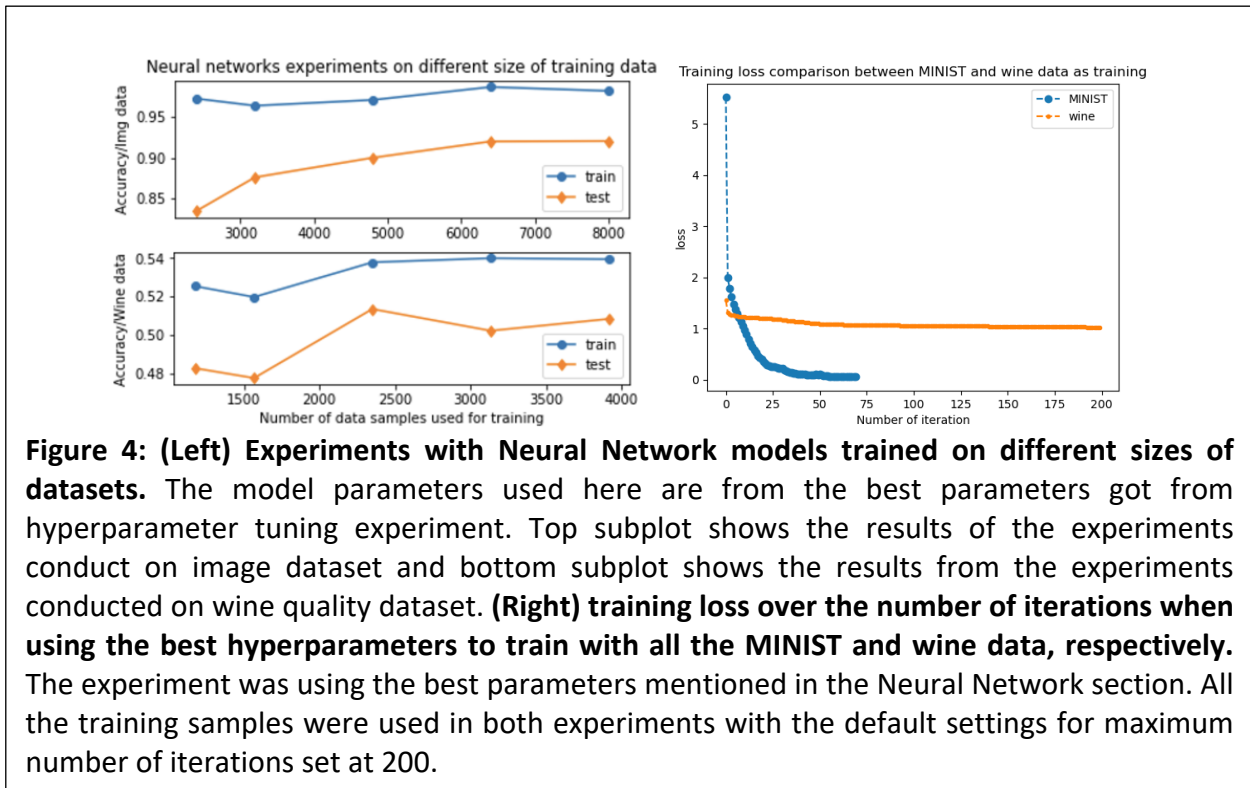 Neural networks experiments on different size of training data
Accuracy/Img data
0.95
0.90
0.85
train
test
3000 4000 5000 6000 7000 8000
Accuracy/Wine data
0.54
0.52
0.50
0.48
train
test
1500 2000 2500 3000 3500 4000
Number of data samples used for training
Training loss comparison between MINIST and wine data as training
loss
5
4
3
2
1
0
MINIST
wine
0 25 50 75 100 125 150 175 200
Number of iteration
Figure 4: (Left) Experiments with Neural Network models trained on different sizes of
datasets. The model parameters used here are from the best parameters got from
hyperparameter tuning experiment. Top subplot shows the results of the experiments
conduct on image dataset and bottom subplot shows the results from the experiments
conducted on wine quality dataset. (Right) training loss over the number of iterations when
using the best hyperparameters to train with all the MINIST and wine data, respectively.
The experiment was using the best parameters mentioned in the Neural Network section. All
the training samples were used in both experiments with the default settings for maximum
number of iterations set at 200.